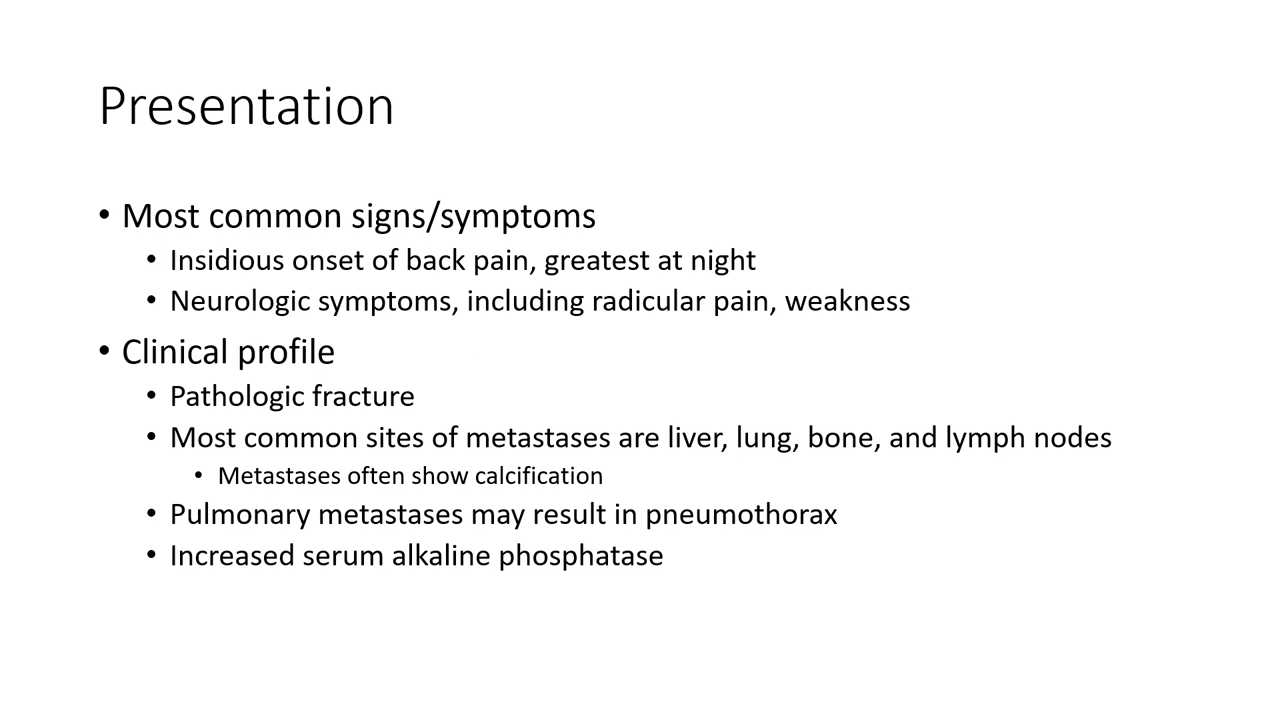 Presentation
• Most common signs/symptoms
• Insidious onset of back pain, greatest at night
• Neurologic symptoms, including radicular pain, weakness
• Clinical profile
• Pathologic fracture
• Most common sites of metastases are liver, lung, bone, and lymph nodes
• Metastases often show calcification
• Pulmonary metastases may result in pneumothorax
• Increased serum alkaline phosphatase